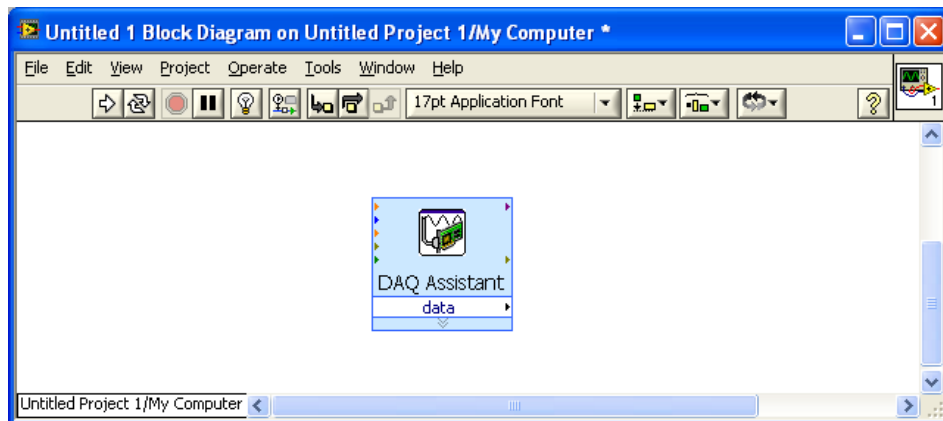 Untitled 1 Block Diagram on Untitled Project 1/My Computer *
File Edit View Project Operate Tools Window Help
17pt Application Font
1
DAQ Assistant
data
Untitled Project 1/My Computer